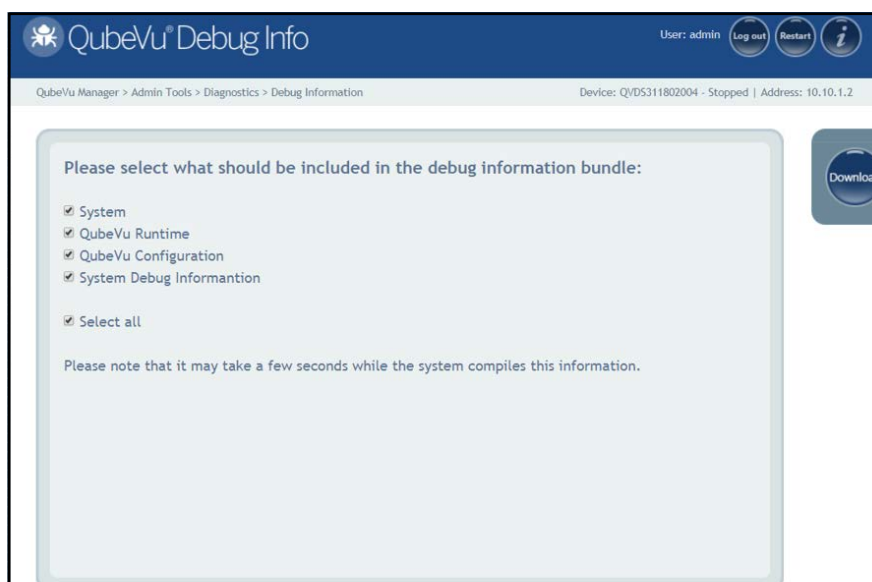 QubeVu® Debug Info
User: admin
Log out
Restart
i
QubeVu Manager > Admin Tools > Diagnostics > Debug Information
Device: QVDS311802004 - Stopped | Address: 10.10.1.2
Please select what should be included in the debug information bundle:
System
QubeVu Runtime
QubeVu Configuration
System Debug Informantion
Select all
Please note that it may take a few seconds while the system compiles this information.
Downloa